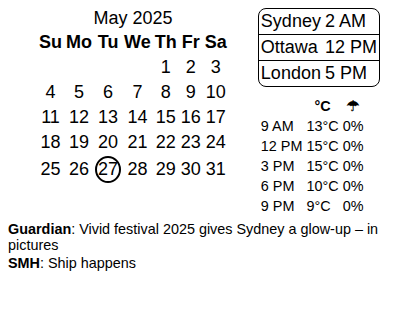 May 2025
Su Mo Tu We Th Fr Sa
1 2 3
4 5 6 7 8 9 10
11 12 13 14 15 16 17
18 19 20 21 22 23 24
25 26 27 28 29 30 31
Sydney 2 AM
Ottawa 12 PM
London 5 PM
°C ☂
9 AM 13°C 0%
12 PM 15°C 0%
3 PM 15°C 0%
6 PM 10°C 0%
9 PM 9°C 0%
Guardian: Vivid festival 2025 gives Sydney a glow-up – in
pictures
SMH: Ship happens